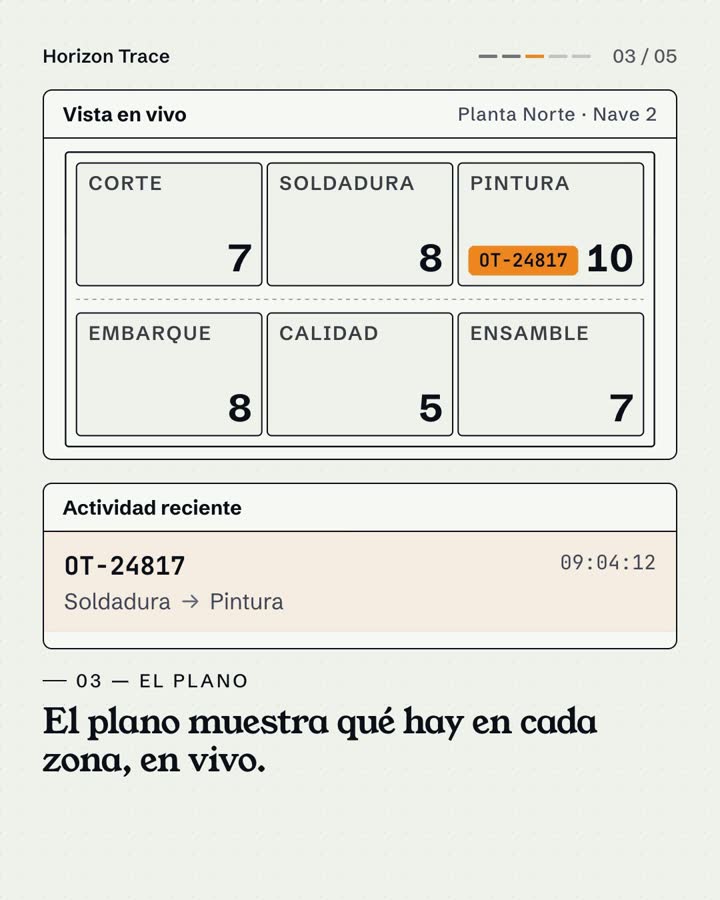 Horizon Trace
03 / 05
Vista en vivo
Planta Norte · Nave 2
CORTE
7
SOLDADURA
8
PINTURA
OT-24817
10
EMBARQUE
8
CALIDAD
5
ENSAMBLE
7
Actividad reciente
OT-24817
09:04:12
Soldadura → Pintura
— 03 — EL PLANO
El plano muestra qué hay en cada
zona, en vivo.